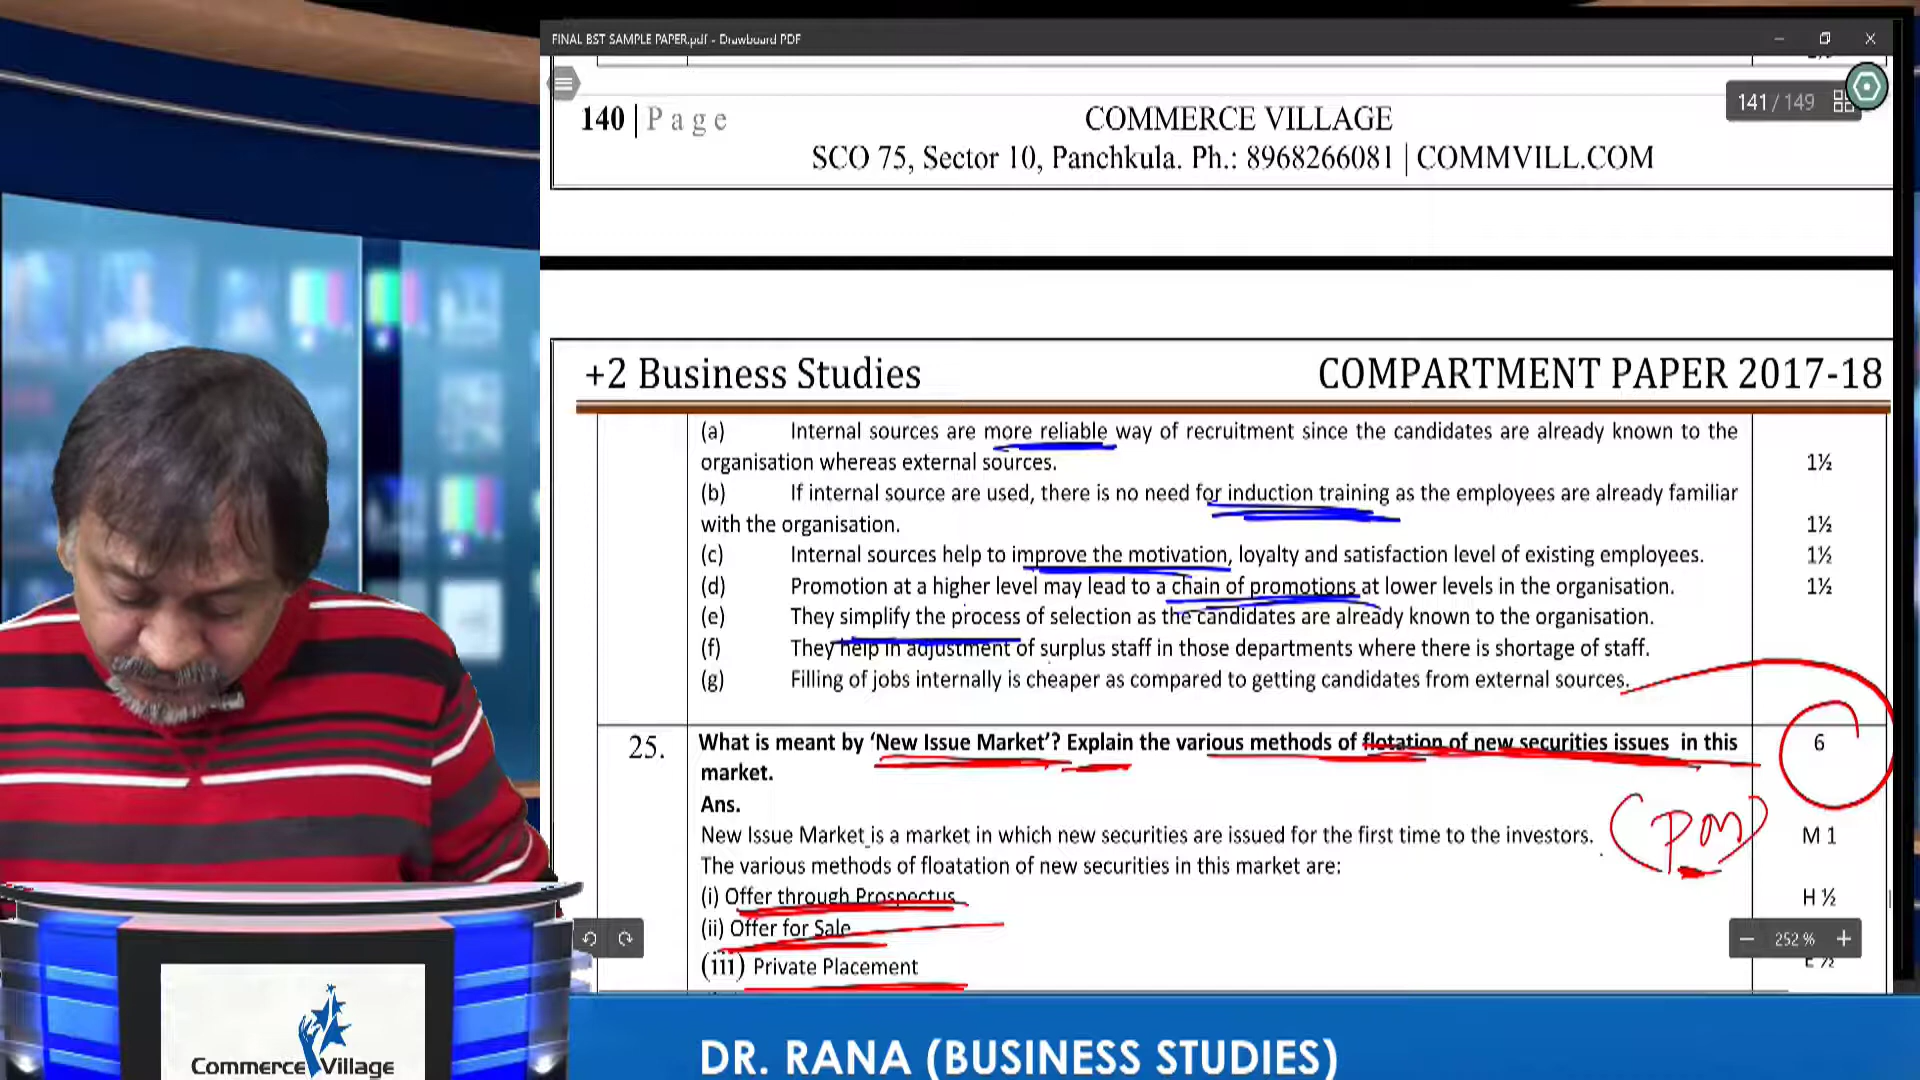 FINAL BST SAMPLE PAPER.pdf - Drawboard PDF
141 / 149
140 | P a g e
COMMERCE VILLAGE
SCO 75, Sector 10, Panchkula. Ph.: 8968266081 | COMMVILL.COM
+2 Business Studies
COMPARTMENT PAPER 2017-18
(a) Internal sources are more reliable way of recruitment since the candidates are already known to the
organisation whereas external sources. 1½
(b) If internal source are used, there is no need for induction training as the employees are already familiar
with the organisation. 1½
(c) Internal sources help to improve the motivation, loyalty and satisfaction level of existing employees. 1½
(d) Promotion at a higher level may lead to a chain of promotions at lower levels in the organisation. 1½
(e) They simplify the process of selection as the candidates are already known to the organisation.
(f) They help in adjustment of surplus staff in those departments where there is shortage of staff.
(g) Filling of jobs internally is cheaper as compared to getting candidates from external sources.
25. What is meant by ‘New Issue Market’? Explain the various methods of flotation of new securities issues in this 6
market.
Ans.
New Issue Market is a market in which new securities are issued for the first time to the investors. (PM) M 1
The various methods of floatation of new securities in this market are:
(i) Offer through Prospectus H ½
(ii) Offer for Sale
(iii) Private Placement
252 %
Commerce Village
DR. RANA (BUSINESS STUDIES)